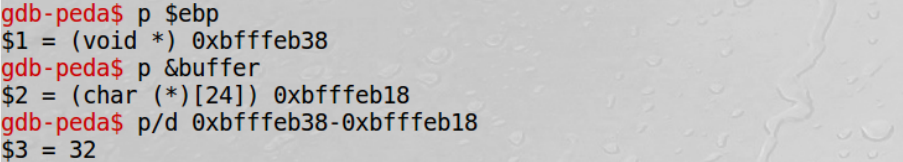 gdb-peda$ p $ebp
$1 = (void *) 0xbfffeb38
gdb-peda$ p &buffer
$2 = (char (*)[24]) 0xbfffeb18
gdb-peda$ p/d 0xbfffeb38-0xbfffeb18
$3 = 32